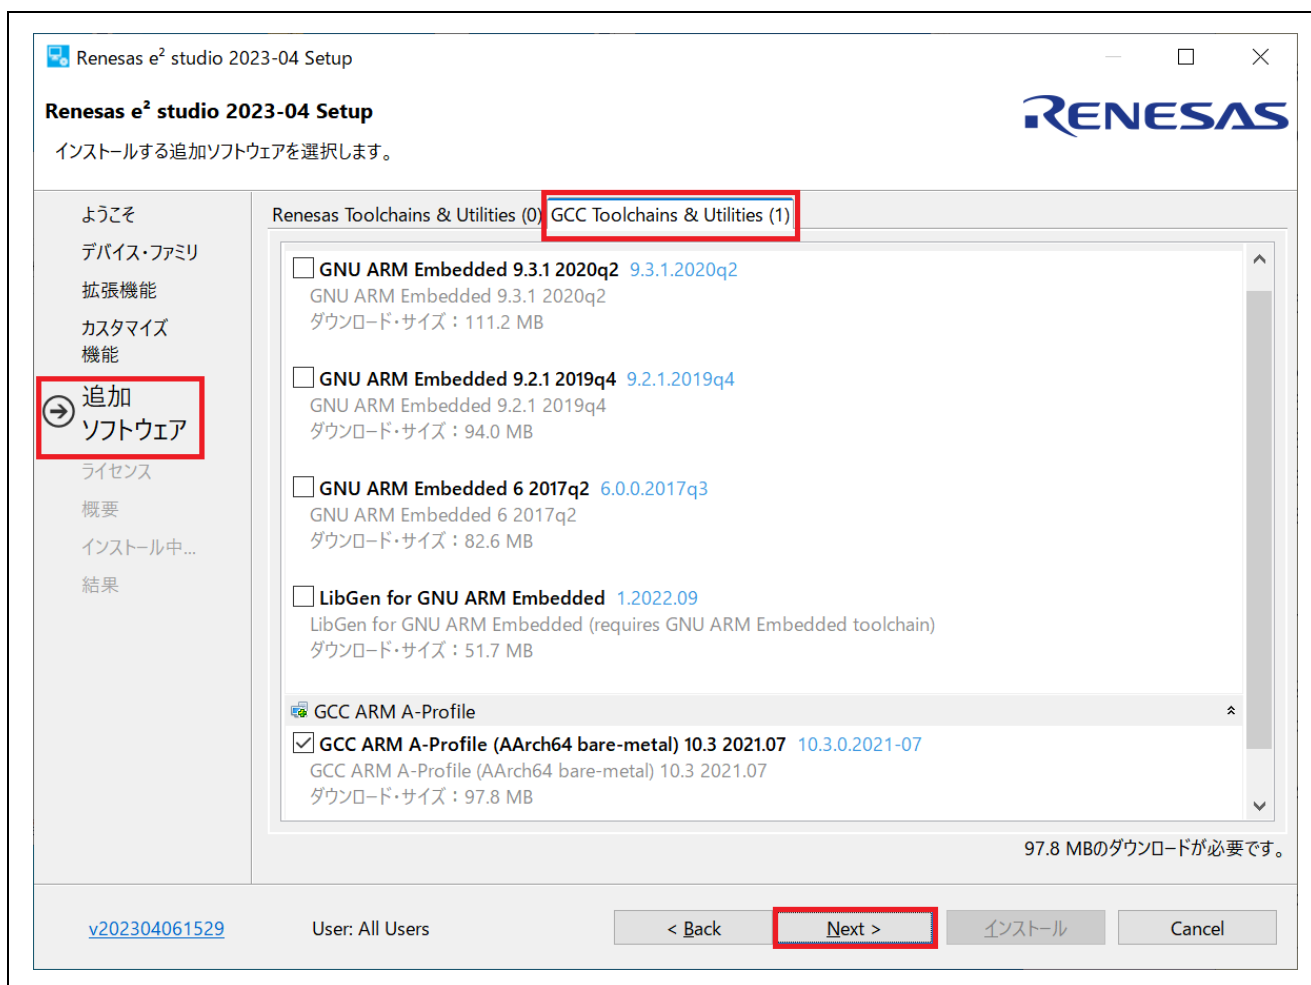 Renesas e² studio 2023-04 Setup
Renesas e² studio 2023-04 Setup
RENESAS
インストールする追加ソフトウェアを選択します。
ようこそ
デバイス・ファミリ
拡張機能
カスタマイズ
機能
追加
ソフトウェア
ライセンス
概要
インストール中...
結果
Renesas Toolchains & Utilities (0) GCC Toolchains & Utilities (1)
GNU ARM Embedded 9.3.1 2020q2 9.3.1.2020q2
GNU ARM Embedded 9.3.1 2020q2
ダウンロード・サイズ：111.2 MB
GNU ARM Embedded 9.2.1 2019q4 9.2.1.2019q4
GNU ARM Embedded 9.2.1 2019q4
ダウンロード・サイズ：94.0 MB
GNU ARM Embedded 6 2017q2 6.0.0.2017q3
GNU ARM Embedded 6 2017q2
ダウンロード・サイズ：82.6 MB
LibGen for GNU ARM Embedded 1.2022.09
LibGen for GNU ARM Embedded (requires GNU ARM Embedded toolchain)
ダウンロード・サイズ：51.7 MB
GCC ARM A-Profile
GCC ARM A-Profile (AArch64 bare-metal) 10.3 2021.07 10.3.0.2021-07
GCC ARM A-Profile (AArch64 bare-metal) 10.3 2021.07
ダウンロード・サイズ：97.8 MB
97.8 MBのダウンロードが必要です。
v202304061529 User: All Users < Back Next > インストール Cancel